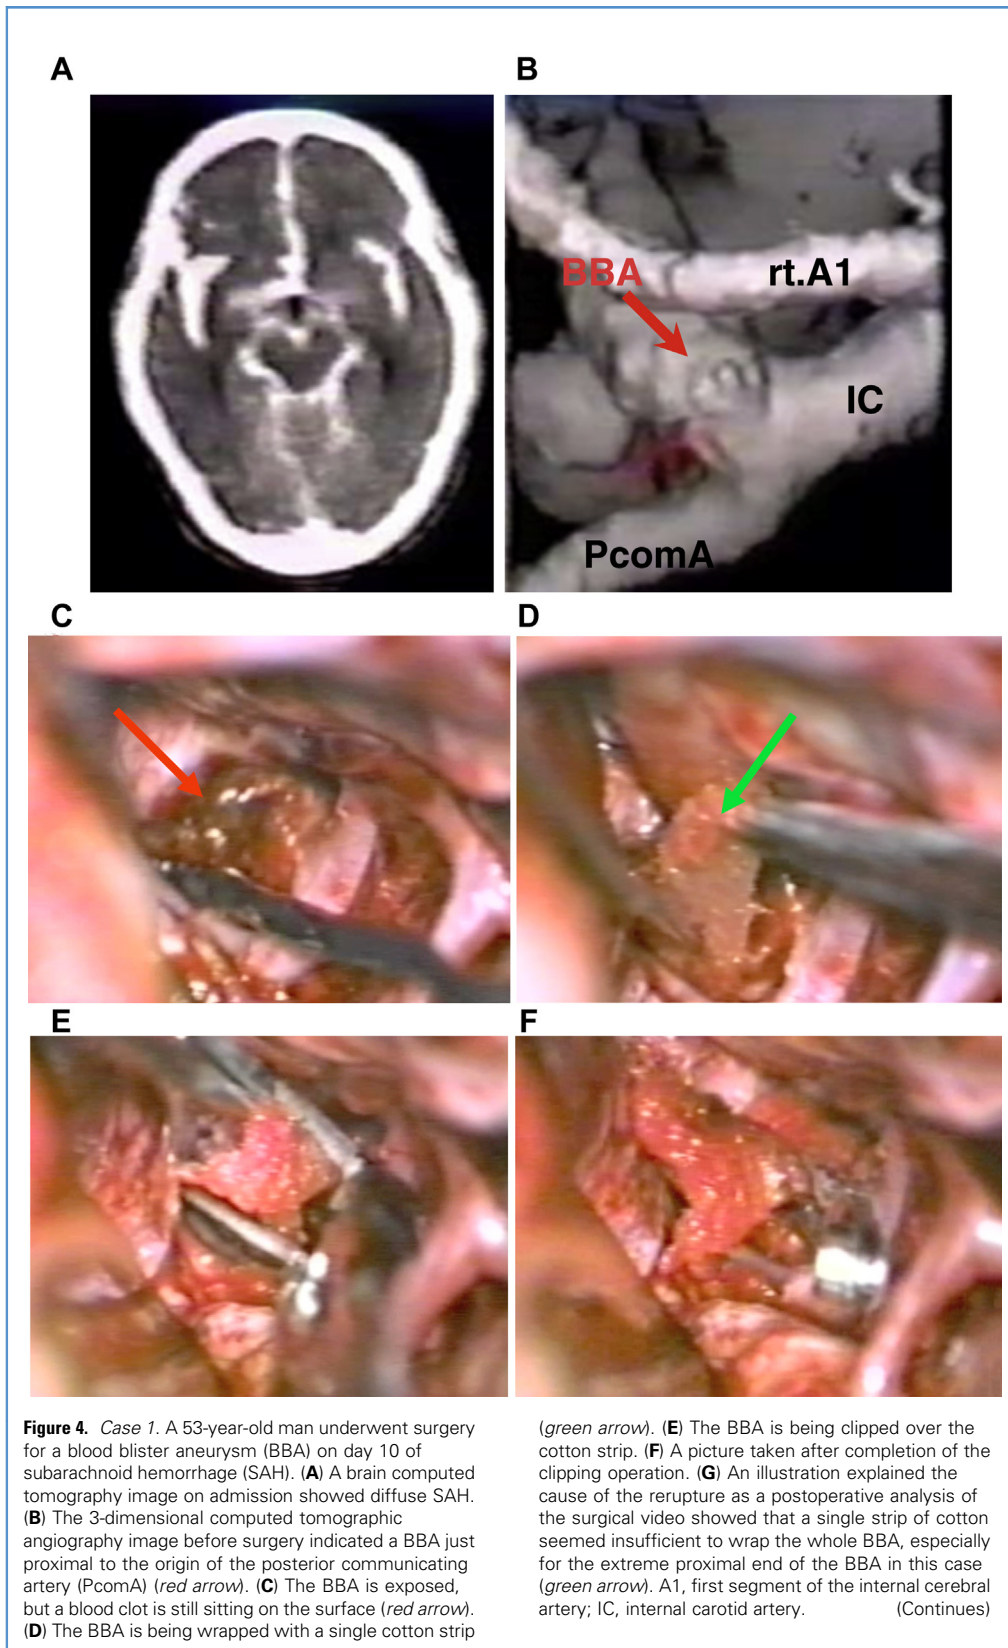 A
B
BBA
rt.A1
IC
PcomA
C
D
E
F
Figure 4. Case 1. A 53-year-old man underwent surgery
for a blood blister aneurysm (BBA) on day 10 of
subarachnoid hemorrhage (SAH). (A) A brain computed
tomography image on admission showed diffuse SAH.
(B) The 3-dimensional computed tomographic
angiography image before surgery indicated a BBA just
proximal to the origin of the posterior communicating
artery (PcomA) (red arrow). (C) The BBA is exposed,
but a blood clot is still sitting on the surface (red arrow).
(D) The BBA is being wrapped with a single cotton strip
(green arrow). (E) The BBA is being clipped over the
cotton strip. (F) A picture taken after completion of the
clipping operation. (G) An illustration explained the
cause of the rerupture as a postoperative analysis of
the surgical video showed that a single strip of cotton
seemed insufficient to wrap the whole BBA, especially
for the extreme proximal end of the BBA in this case
(green arrow). A1, first segment of the internal cerebral
artery; IC, internal carotid artery. (Continues)